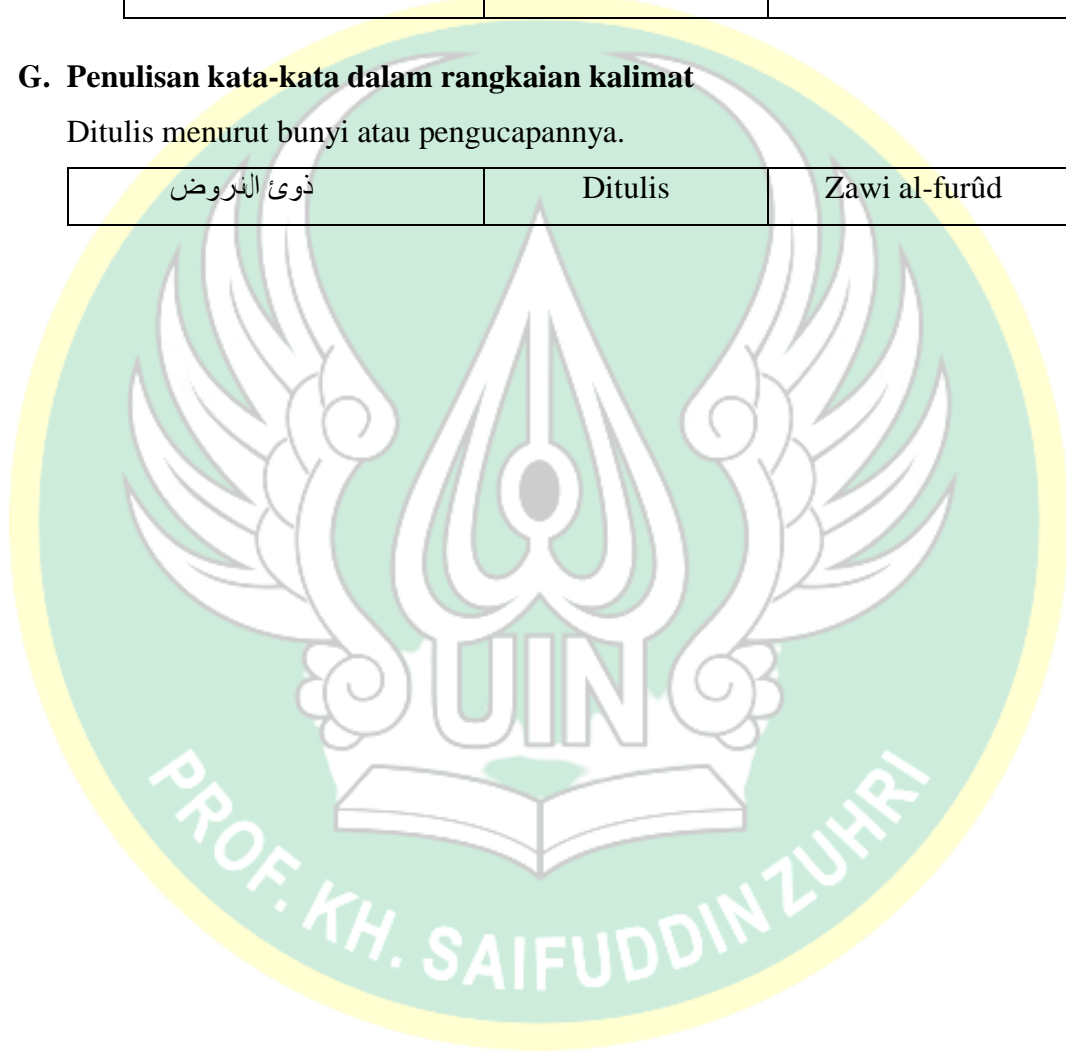 G. Penulisan kata-kata dalam rangkaian kalimat
Ditulis menurut bunyi atau pengucapannya.
ذوئ الفروض Ditulis Zawi al-furûd
UIN
PROF. KH. SAIFUDDIN ZUHRI